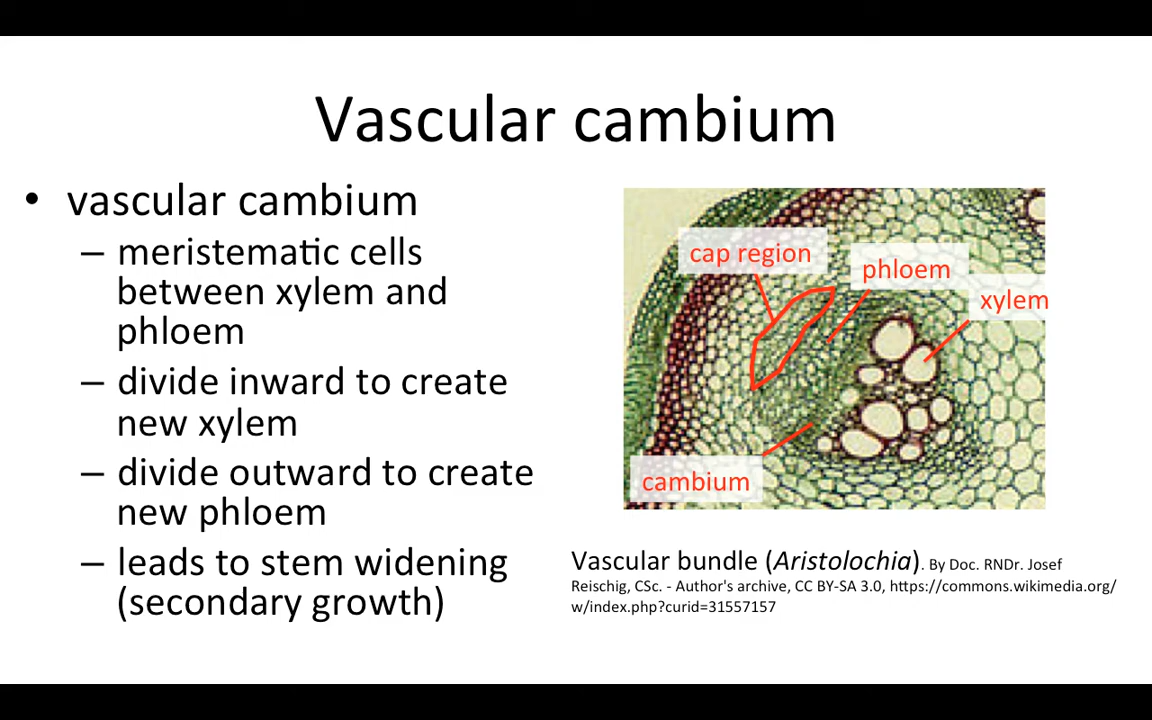 Vascular cambium
• vascular cambium
– meristematic cells
between xylem and
phloem
– divide inward to create
new xylem
– divide outward to create
new phloem
– leads to stem widening
(secondary growth)
cap region
phloem
xylem
cambium
Vascular bundle (Aristolochia). By Doc. RNDr. Josef
Reischig, CSc. - Author's archive, CC BY-SA 3.0, https://commons.wikimedia.org/
w/index.php?curid=31557157